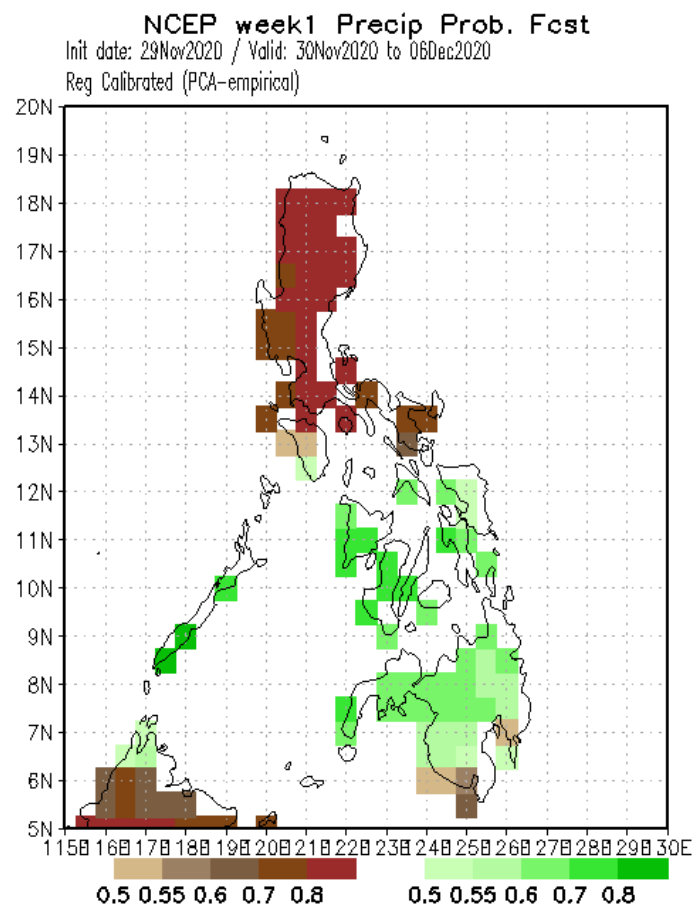 NCEP week1 Precip Prob. Fcst
Init date: 29Nov2020 / Valid: 30Nov2020 to 06Dec2020
Reg Calibrated (PCA-empirical)
20N
19N
18N
17N
16N
15N
14N
13N
12N
11N
10N
9N
8N
7N
6N
5N
115E 116E 117E 118E 119E 120E 121E 122E 123E 124E 125E 126E 127E 128E 129E 130E
0.5 0.55 0.6 0.7 0.8 0.5 0.55 0.6 0.7 0.8